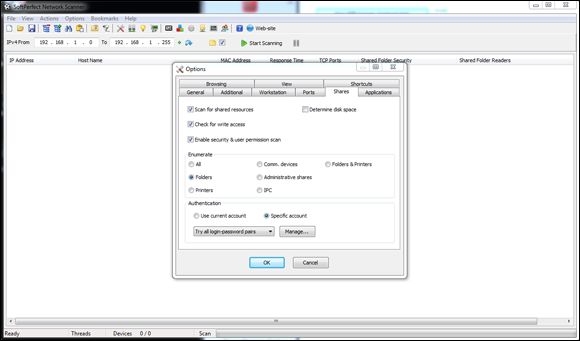 SoftPerfect Network Scanner
File View Actions Options Bookmarks Help
Web-site
IPv4 From 192 . 168 . 1 . 0 To 192 . 168 . 1 . 255 Start Scanning
IP Address Host Name MAC Address Response Time TCP Ports Shared Folder Security Shared Folder Readers
Options
Browsing View Shortcuts
General Additional Workstation Ports Shares Applications
Scan for shared resources Determine disk space
Check for write access
Enable security & user permission scan
Enumerate
All Comm. devices Folders & Printers
Folders Administrative shares
Printers IPC
Authentication
Use current account Specific account
Try all login-password pairs Manage...
OK Cancel
Ready Threads Devices 0 / 0 Scan